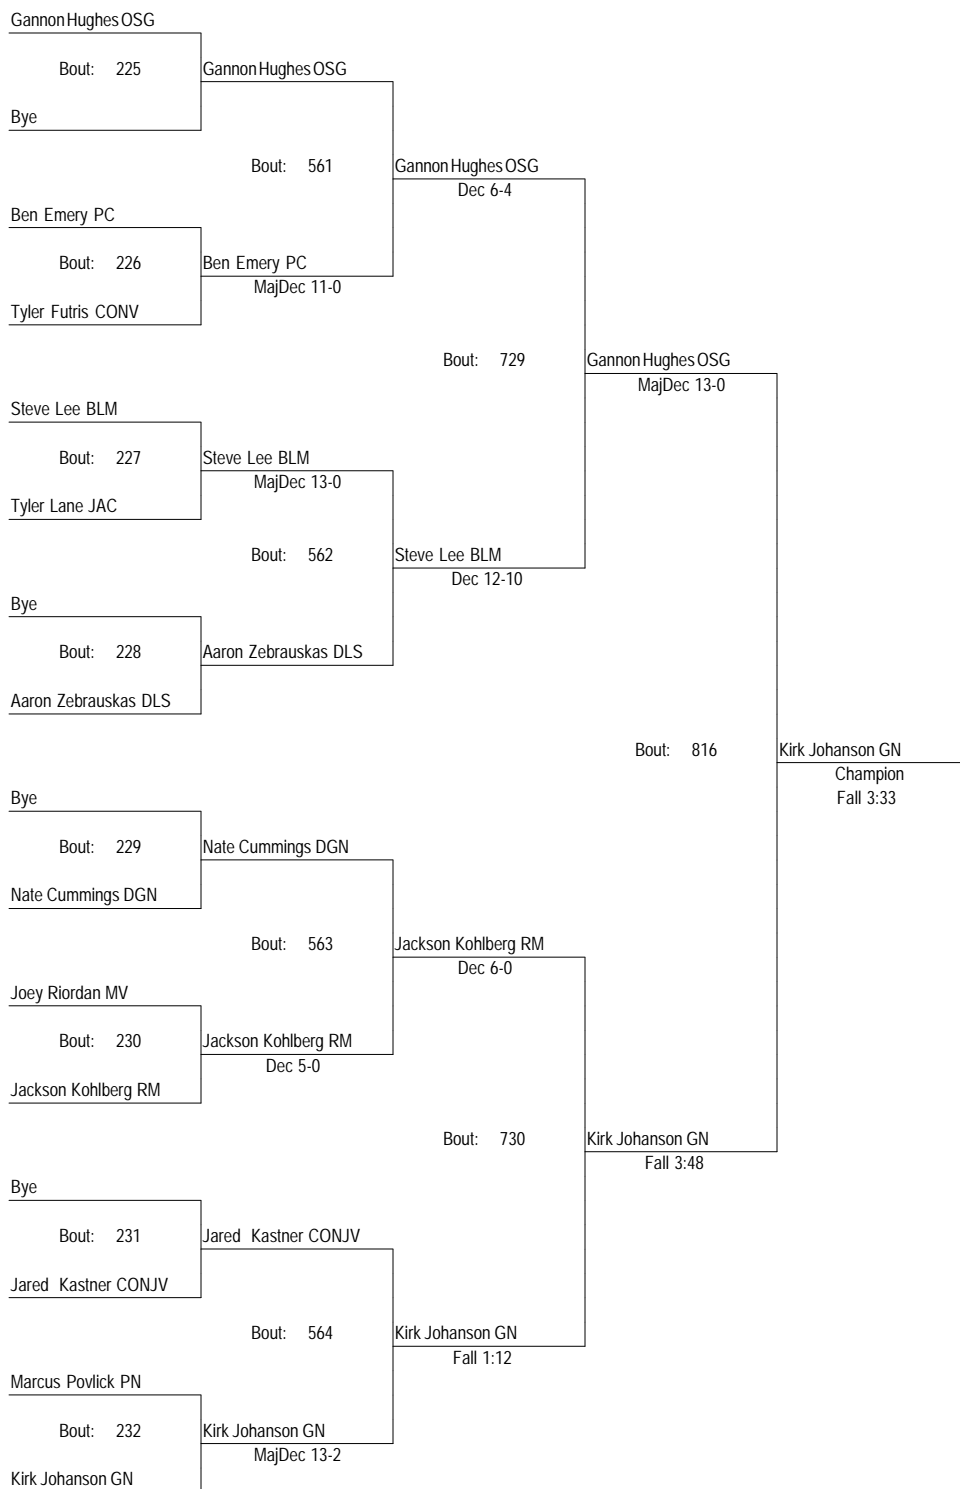 Gannon Hughes OSG
Bout: 225
Gannon Hughes OSG
Bye
Bout: 561
Gannon Hughes OSG
Dec 6-4
Ben Emery PC
Bout: 226
Ben Emery PC
MajDec 11-0
Tyler Futris CONV
Bout: 729
Gannon Hughes OSG
MajDec 13-0
Steve Lee BLM
Bout: 227
Steve Lee BLM
MajDec 13-0
Tyler Lane JAC
Bout: 562
Steve Lee BLM
Dec 12-10
Bye
Bout: 228
Aaron Zebrauskas DLS
Aaron Zebrauskas DLS
Bout: 816
Kirk Johanson GN
Champion
Fall 3:33
Bye
Bout: 229
Nate Cummings DGN
Nate Cummings DGN
Bout: 563
Jackson Kohlberg RM
Dec 6-0
Joey Riordan MV
Bout: 230
Jackson Kohlberg RM
Dec 5-0
Jackson Kohlberg RM
Bout: 730
Kirk Johanson GN
Fall 3:48
Bye
Bout: 231
Jared Kastner CONJV
Jared Kastner CONJV
Bout: 564
Kirk Johanson GN
Fall 1:12
Marcus Povlick PN
Bout: 232
Kirk Johanson GN
MajDec 13-2
Kirk Johanson GN